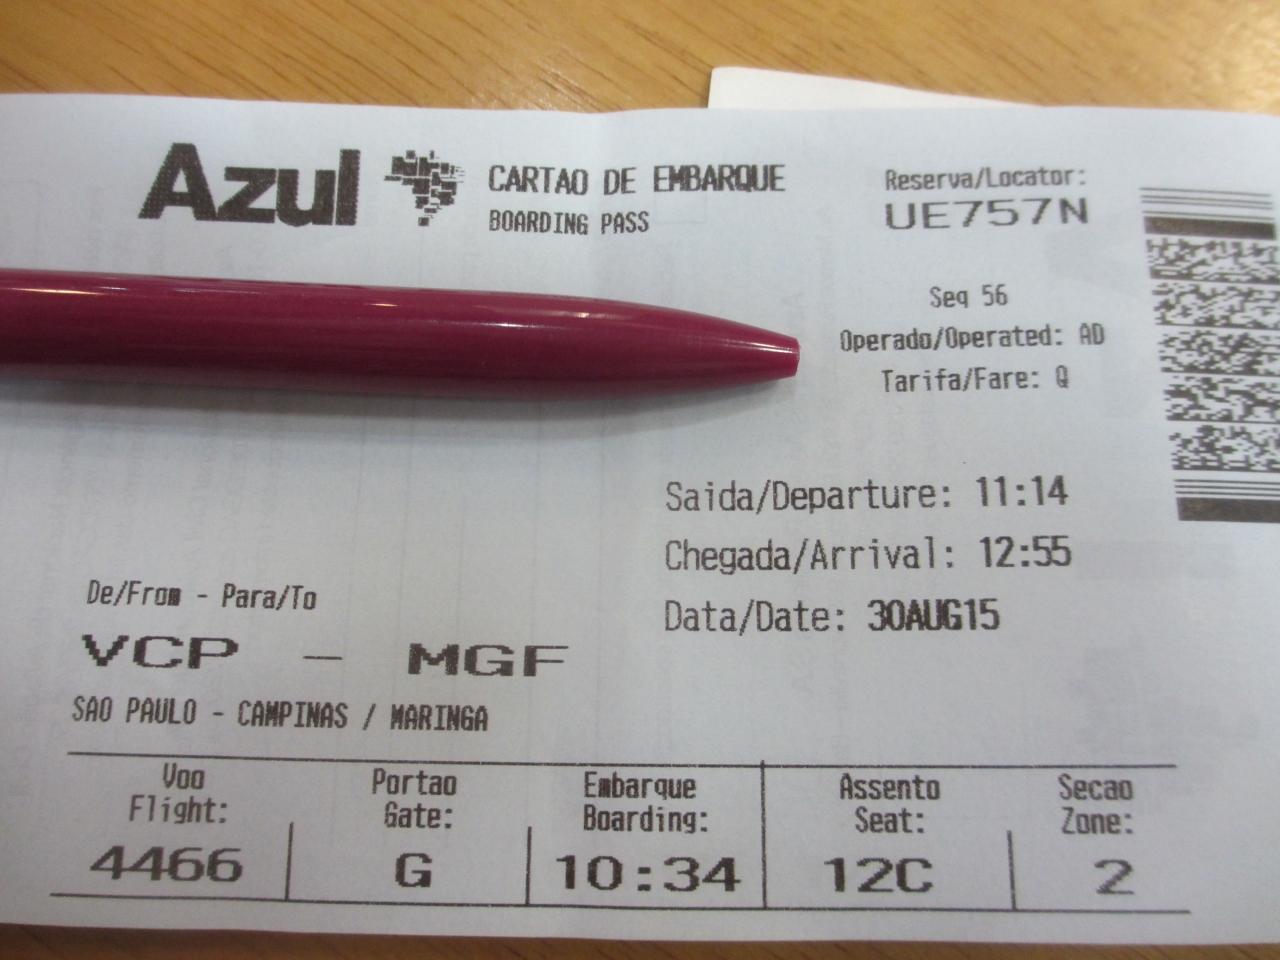 Azul
CARTAO DE EMBARQUE
BOARDING PASS
Reserva/Locator:
UE757N
Seq 56
Operado/Operated: AD
Tarifa/Fare: Q
Saida/Departure: 11:14
Chegada/Arrival: 12:55
Data/Date: 30AUG15
De/From - Para/To
VCP - MGF
SAO PAULO - CAMPINAS / MARINGA
Voo Portao Embarque Assento Secao
Flight: Gate: Boarding: Seat: Zone:
4466 G 10:34 12C 2